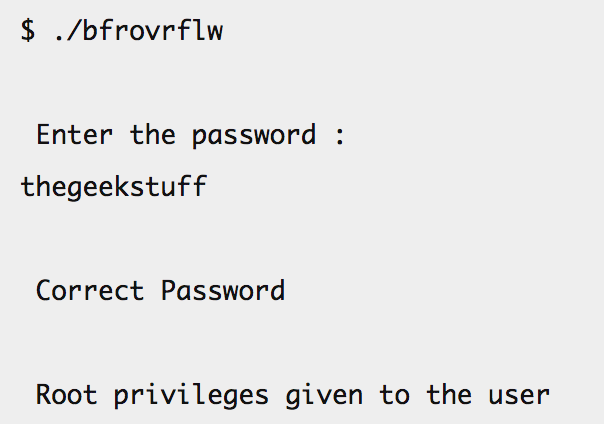 $ ./bfrovrflw
Enter the password :
thegeekstuff
Correct Password
Root privileges given to the user